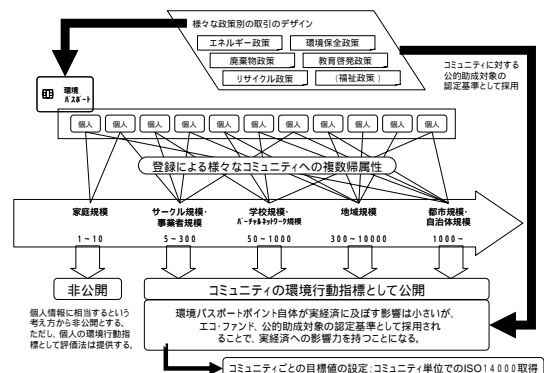 様々な政策別の取引のデザイン
エネルギー政策
環境保全政策
廃棄物政策
教育啓発政策
リサイクル政策
(福祉政策)
コミュニティに対する
公的助成対象の
認定基準として採用
環境
パスポート
個人 個人 個人 個人 個人 個人 個人 個人 個人 個人 個人
登録による様々なコミュニティへの複数帰属性
家庭規模
サークル規模・
事業者規模
学校規模・
バーチャルネットワーク規模
地域規模
都市規模・
自治体規模
1~10
5~300
50~1000
300~10000
1000~
非公開
コミュニティの環境行動指標として公開
個人情報に相当するという
考え方から非公開とする。
ただし、個人の環境行動指
標として評価法は提供する。
環境パスポートポイント自体が実経済に及ぼす影響は小さいが、
エコ・ファンド、公的助成対象の認定基準として採用され
ることで、実経済への影響力を持つことになる。
コミュニティごとの目標値の設定;コミュニティ単位でのISO14000取得